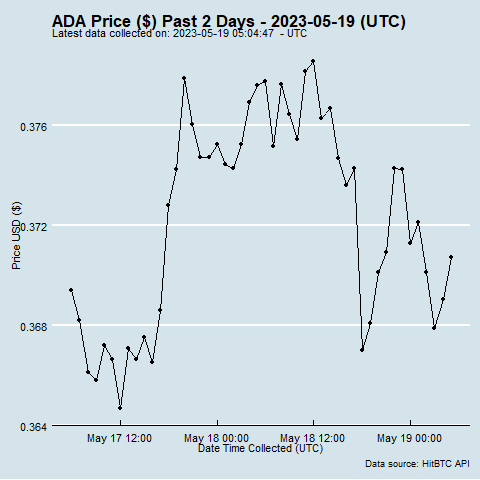 ADA Price ($) Past 2 Days - 2023-05-19 (UTC)
Latest data collected on: 2023-05-19 05:04:47 - UTC
0.376
0.372
Price USD ($)
0.368
0.364
May 17 12:00 May 18 00:00 May 18 12:00 May 19 00:00
Date Time Collected (UTC)
Data source: HitBTC API